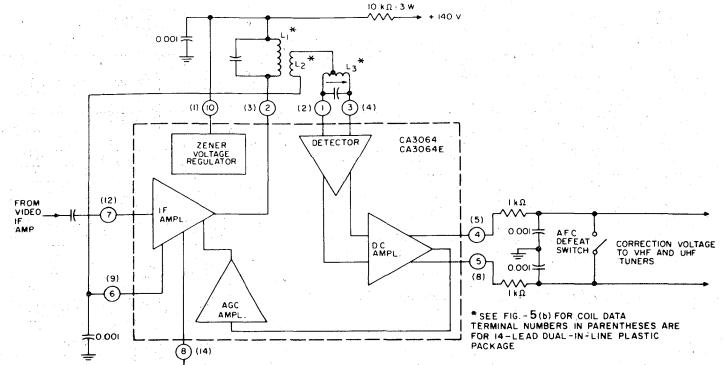 10 kΩ-3 W
+140 V
0.001
L1*
L2*
L3*
(1) 10
(3) 2
(2) 1
3 (4)
ZENER
VOLTAGE
REGULATOR
DETECTOR
CA3064
CA3064E
FROM
VIDEO
IF
AMP
(12)
7
IF
AMPL.
DC
AMPL.
(5)
4
1 kΩ
0.001
AFC
DEFEAT
SWITCH
CORRECTION VOLTAGE
TO VHF AND UHF
TUNERS
5
(8)
0.001
1 kΩ
(9)
6
AGC
AMPL.
0.001
8 (14)
* SEE FIG.-5(b) FOR COIL DATA
TERMINAL NUMBERS IN PARENTHESES ARE
FOR 14-LEAD DUAL-IN-LINE PLASTIC
PACKAGE